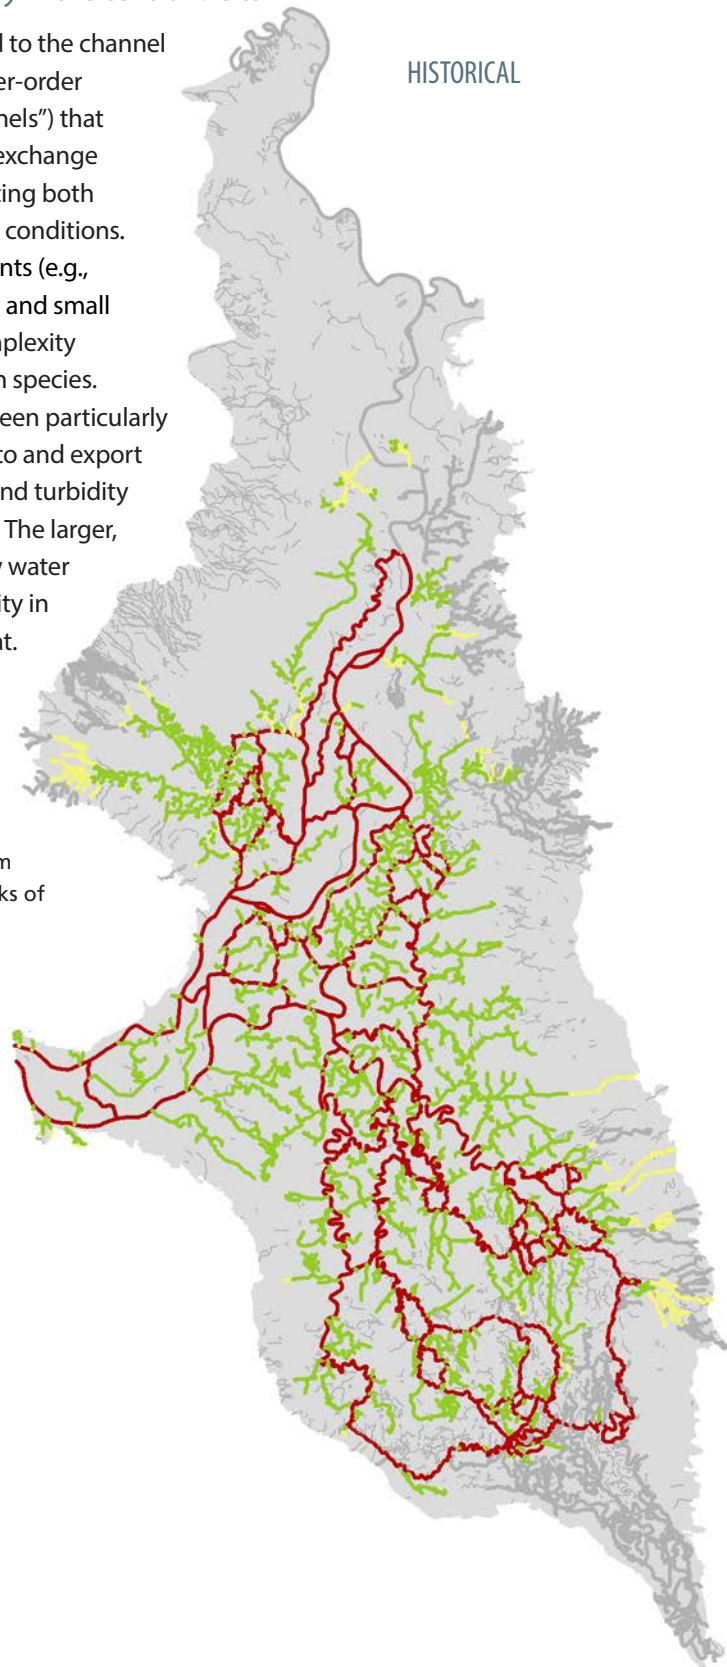 HISTORICAL
d to the channel
er-order
nels”) that
exchange
ting both
conditions.
nts (e.g.,
and small
nplexity
n species.
een particularly
to and export
nd turbidity
The larger,
w water
ity in
nt.
m
ks of